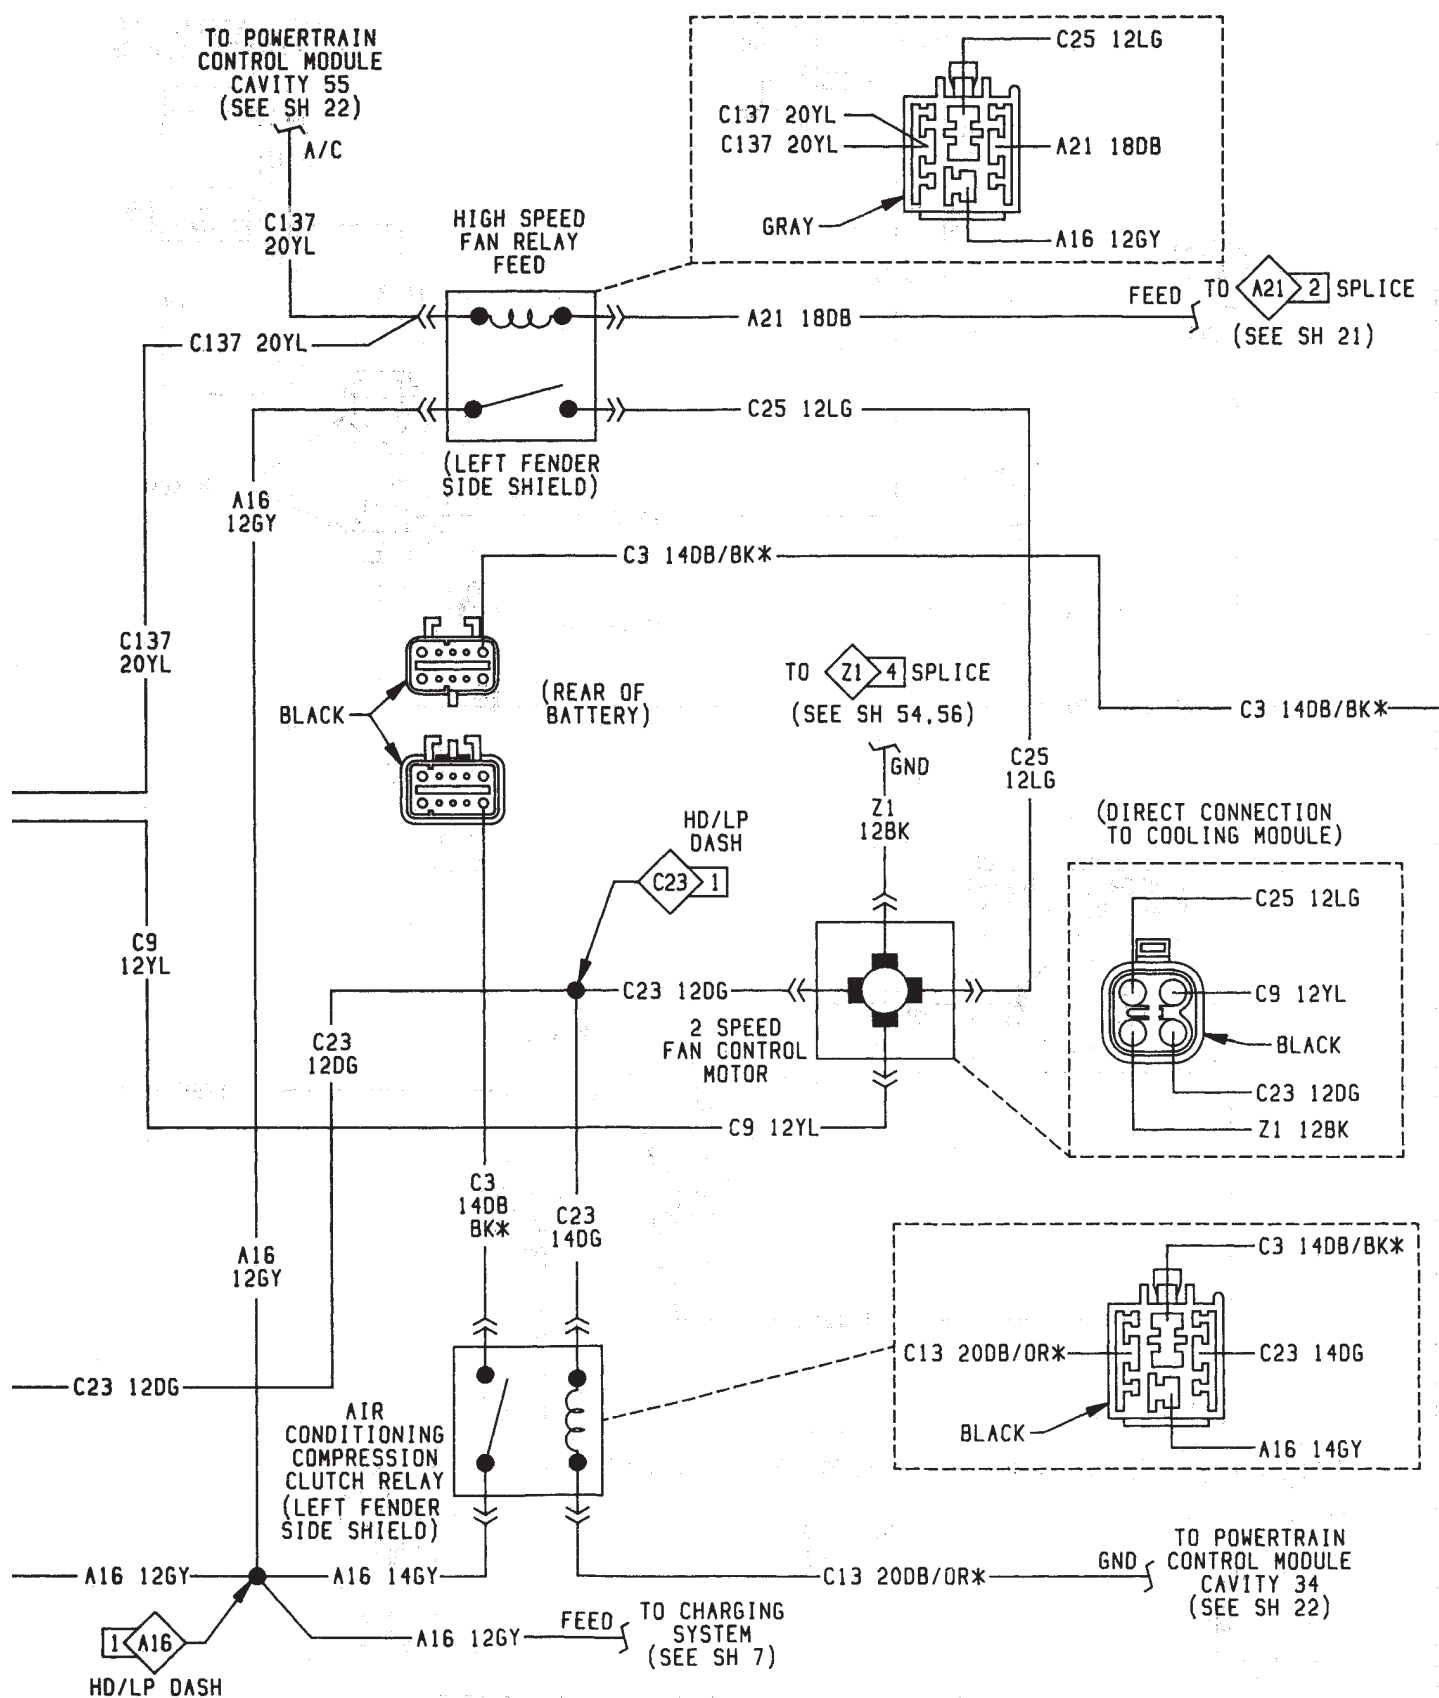 TO POWERTRAIN
CONTROL MODULE
CAVITY 55
(SEE SH 22)
A/C
C137
20YL
HIGH SPEED
FAN RELAY
FEED
C25 12LG
C137 20YL
C137 20YL
A21 18DB
GRAY
A16 12GY
C137 20YL
A21 18DB
FEED
TO A21 2 SPLICE
(SEE SH 21)
C25 12LG
(LEFT FENDER
SIDE SHIELD)
A16
12GY
C3 14DB/BK*
C137
20YL
BLACK
(REAR OF
BATTERY)
TO Z1 4 SPLICE
(SEE SH 54,56)
GND
C3 14DB/BK*
C25
12LG
Z1
12BK
HD/LP
DASH
C23 1
(DIRECT CONNECTION
TO COOLING MODULE)
C25 12LG
C9 12YL
BLACK
C23 12DG
Z1 12BK
C9
12YL
C23 12DG
2 SPEED
FAN CONTROL
MOTOR
C23
12DG
C9 12YL
C3
14DB
BK*
C23
14DG
A16
12GY
C3 14DB/BK*
C13 20DB/OR*
C23 14DG
BLACK
A16 14GY
C23 12DG
AIR
CONDITIONING
COMPRESSION
CLUTCH RELAY
(LEFT FENDER
SIDE SHIELD)
A16 12GY
A16 14GY
C13 20DB/OR*
GND
TO POWERTRAIN
CONTROL MODULE
CAVITY 34
(SEE SH 22)
1 A16
HD/LP DASH
A16 12GY
FEED
TO CHARGING
SYSTEM
(SEE SH 7)